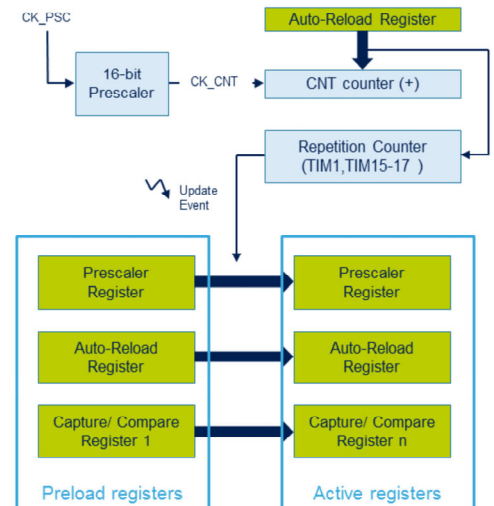 CK_PSC
Auto-Reload Register
16-bit
Prescaler
CK_CNT
CNT counter (+)
Repetition Counter
(TIM1,TIM15-17 )
Update
Event
Prescaler
Register
Prescaler
Register
Auto-Reload
Register
Auto-Reload
Register
Capture/ Compare
Register 1
Capture/ Compare
Register n
Preload registers
Active registers